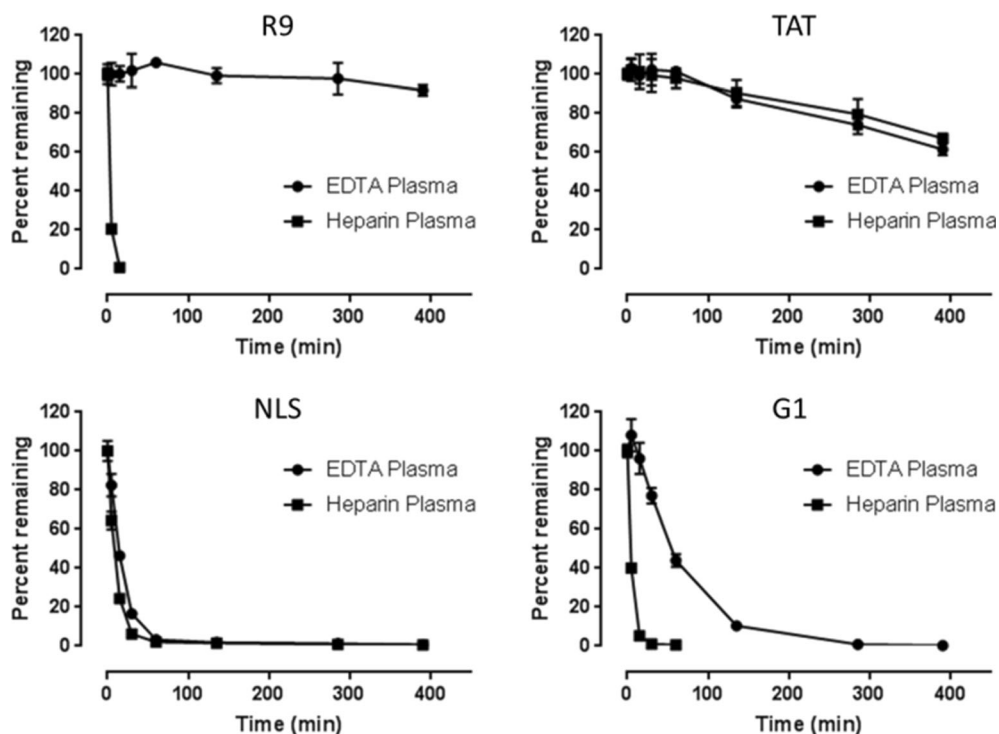 R9
Percent remaining
120
100
80
60
40
20
0
EDTA Plasma
Heparin Plasma
0 100 200 300 400
Time (min)
TAT
Percent remaining
120
100
80
60
40
20
0
EDTA Plasma
Heparin Plasma
0 100 200 300 400
Time (min)
NLS
Percent remaining
120
100
80
60
40
20
0
EDTA Plasma
Heparin Plasma
0 100 200 300 400
Time (min)
G1
Percent remaining
120
100
80
60
40
20
0
EDTA Plasma
Heparin Plasma
0 100 200 300 400
Time (min)